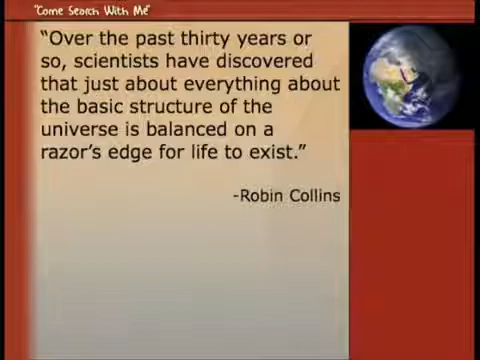 "Come Search With Me"
“Over the past thirty years or
so, scientists have discovered
that just about everything about
the basic structure of the
universe is balanced on a
razor’s edge for life to exist.”
-Robin Collins